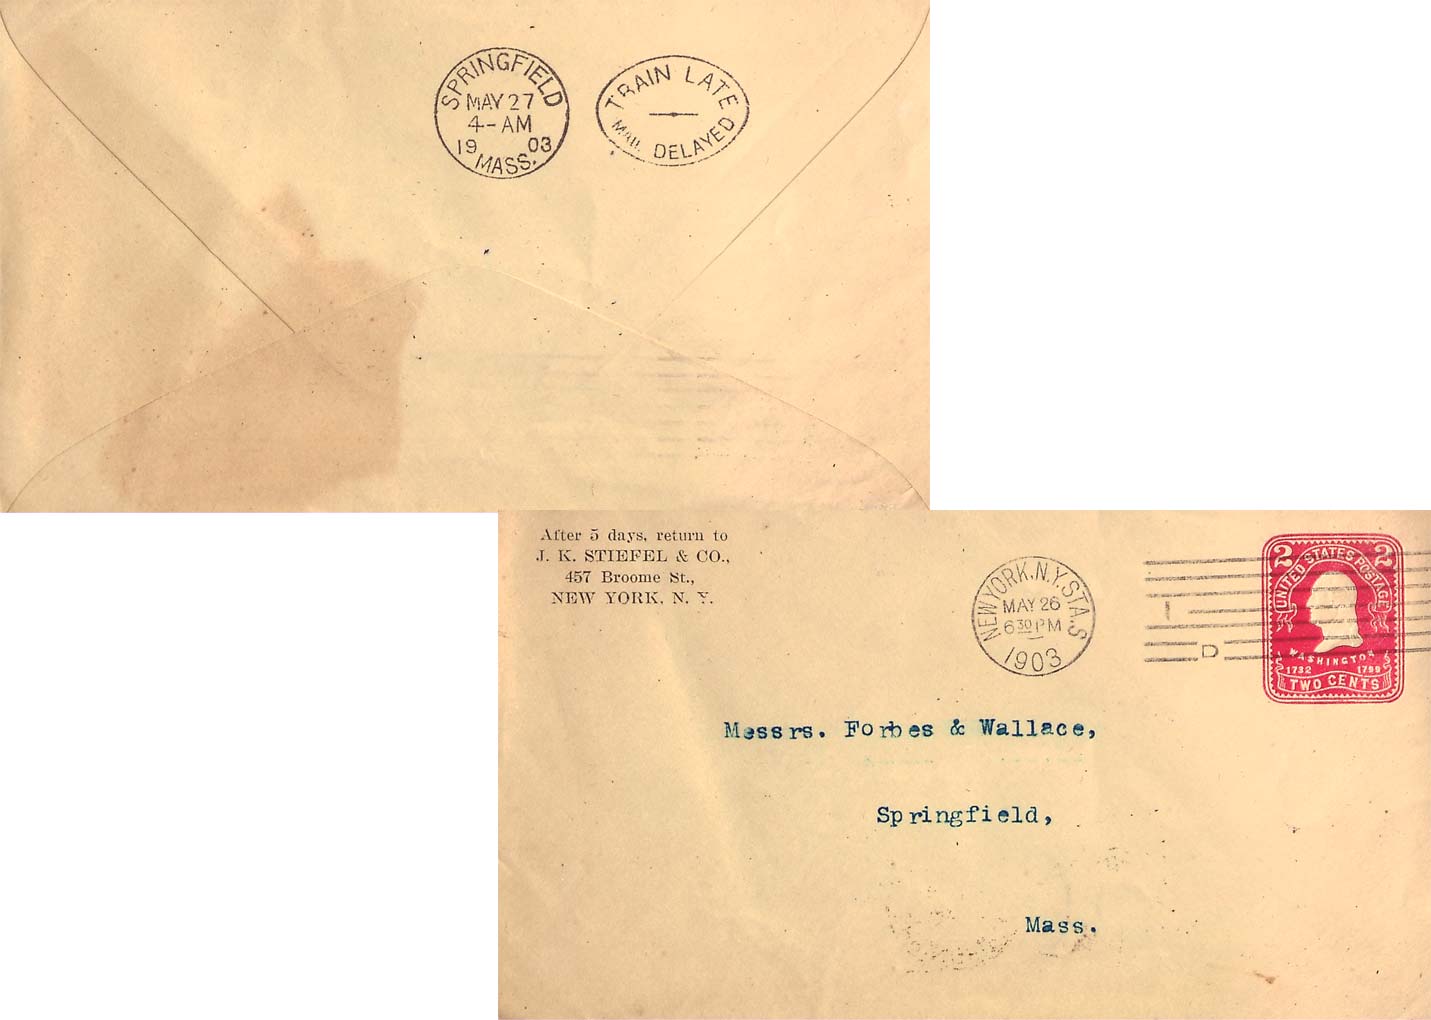 SPRINGFIELD
MAY 27
4-AM
19 03
MASS.
TRAIN LATE
MAIL DELAYED
After 5 days, return to
J. K. STIEFEL & CO.,
457 Broome St.,
NEW YORK, N. Y.
NEW YORK, N.Y. STA. S
MAY 26
6 30 PM
1903
I
D
2 2
UNITED STATES POSTAGE
WASHINGTON
1732 1799
TWO CENTS
Messrs. Forbes & Wallace,
Springfield,
Mass.